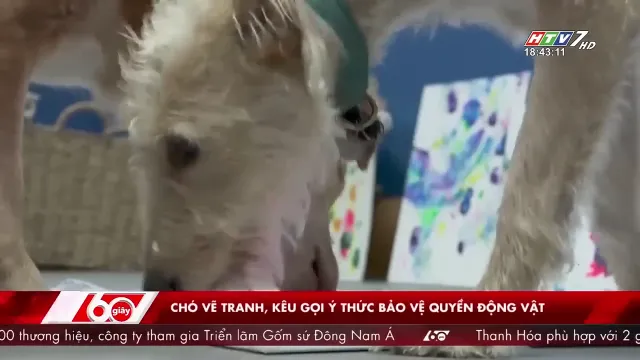 HTV7 HD
18:43:11
60 giây
CHÓ VẼ TRANH, KÊU GỌI Ý THỨC BẢO VỆ QUYỀN ĐỘNG VẬT
00 thương hiệu, công ty tham gia Triển lãm Gốm sứ Đông Nam Á 60 Thanh Hóa phù hợp với 2 g